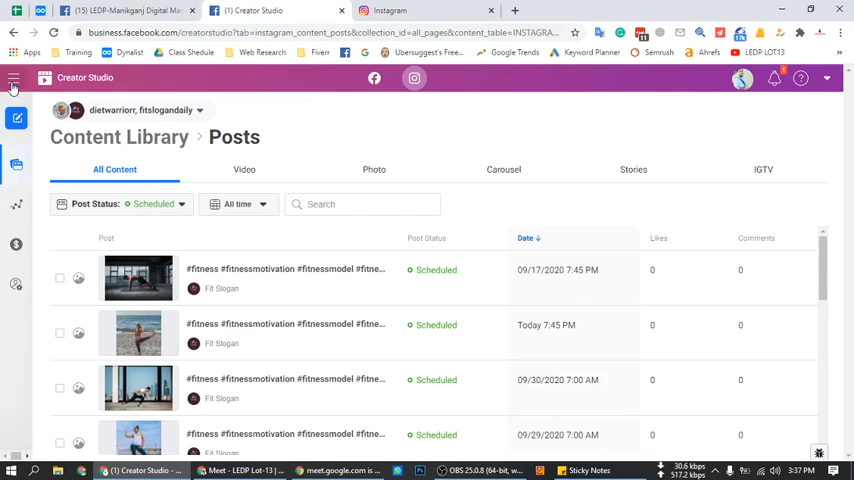 (15) LEDP-Manikganj Digital Mar
(1) Creator Studio
Instagram
business.facebook.com/creatorstudio?tab=instagram_content_posts&collection_id=all_pages&content_table=INSTAGRA...
Apps
Training
Dynalist
Class Shedule
Web Research
Fiverr
Ubersuggest's Free...
Google Trends
Keyword Planner
Semrush
Ahrefs
LEDP LOT13
Creator Studio
dietwarriorr, fitslogandaily
Content Library > Posts
All Content
Video
Photo
Carousel
Stories
IGTV
Post Status: Scheduled
All time
Search
Post
Post Status
Date
Likes
Comments
#fitness #fitnessmotivation #fitnessmodel #fitne...
Fit Slogan
Scheduled
09/17/2020 7:45 PM
0
0
#fitness #fitnessmotivation #fitnessmodel #fitne...
Fit Slogan
Scheduled
Today 7:45 PM
0
0
#fitness #fitnessmotivation #fitnessmodel #fitne...
Fit Slogan
Scheduled
09/30/2020 7:00 AM
0
0
#fitness #fitnessmotivation #fitnessmodel #fitne...
Scheduled
09/29/2020 7:00 AM
0
0
(1) Creator Studio - ...
Meet - LEDP Lot-13 ...
meet.google.com is ...
OBS 25.0.8 (64-bit, w...
Sticky Notes
30.6 kbps
517.2 kbps
3:37 PM